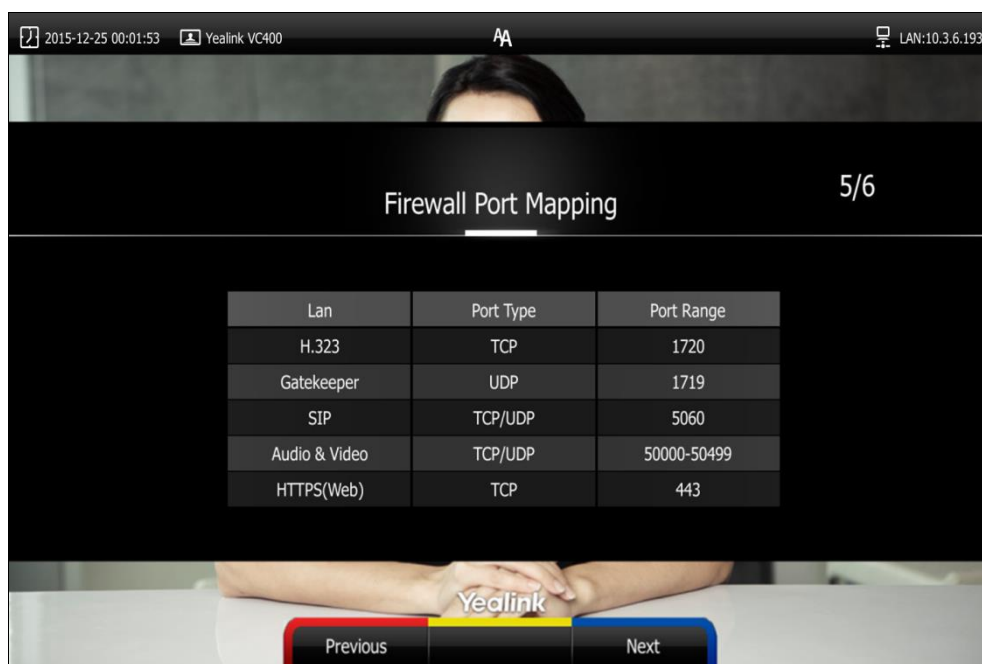 2015-12-25 00:01:53 Yealink VC400 AA LAN:10.3.6.193
5/6
Firewall Port Mapping
Lan Port Type Port Range
H.323 TCP 1720
Gatekeeper UDP 1719
SIP TCP/UDP 5060
Audio & Video TCP/UDP 50000-50499
HTTPS(Web) TCP 443
Yealink
Previous Next